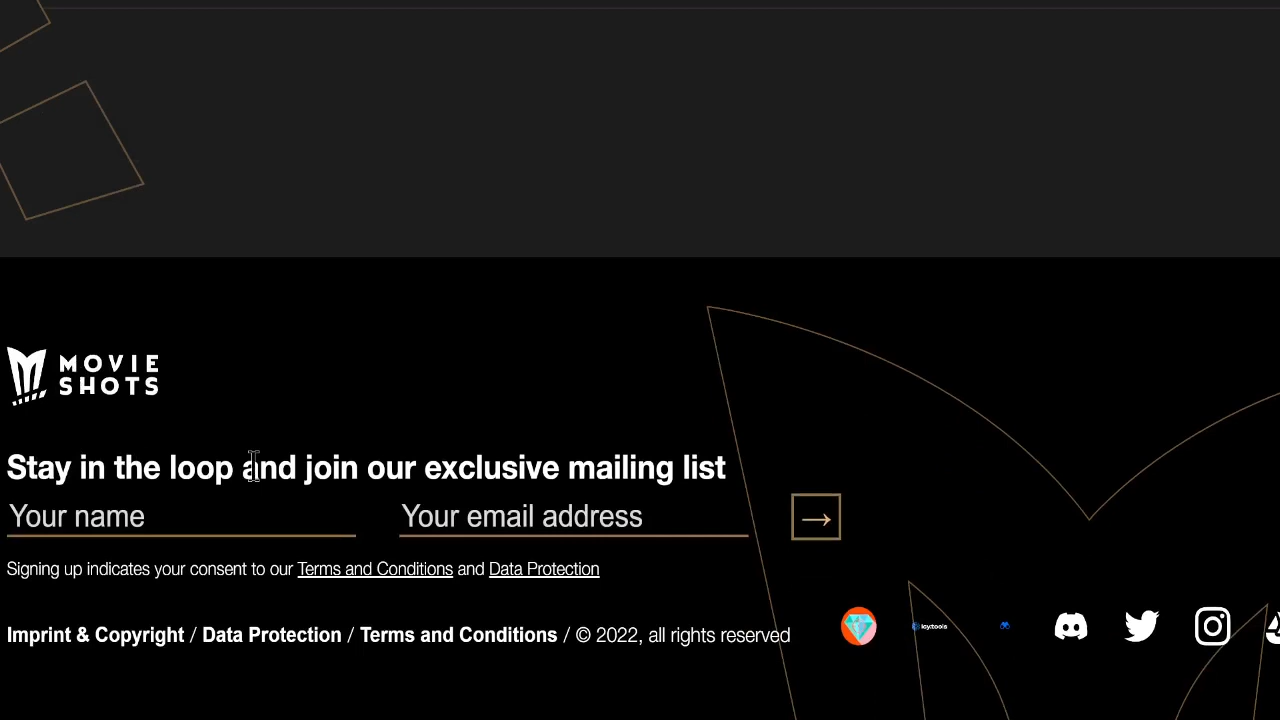 MOVIE
SHOTS
Stay in the loop and join our exclusive mailing list
Your name
Your email address
→
Signing up indicates your consent to our Terms and Conditions and Data Protection
Imprint & Copyright / Data Protection / Terms and Conditions / © 2022, all rights reserved
icy.tools